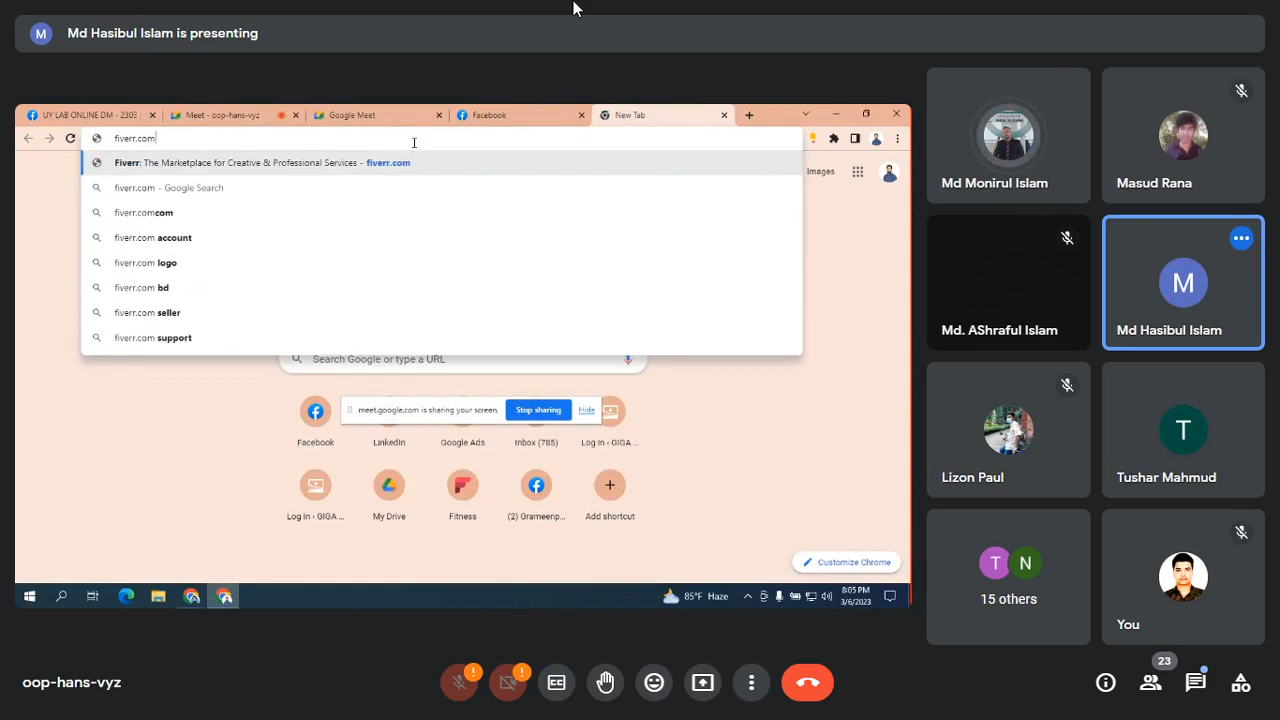 M
Md Hasibul Islam is presenting
UY LAB ONLINE DM - 2303
Meet - oop-hans-vyz
Google Meet
Facebook
New Tab
fiverr.com
Fiverr: The Marketplace for Creative & Professional Services - fiverr.com
fiverr.com - Google Search
fiverr.comcom
fiverr.com account
fiverr.com logo
fiverr.com bd
fiverr.com seller
fiverr.com support
Images
Search Google or type a URL
meet.google.com is sharing your screen.
Stop sharing
Hide
Facebook
LinkedIn
Google Ads
Inbox (785)
Log In ‹ GIGA ...
Log In ‹ GIGA ...
My Drive
Fitness
(2) Grameenp...
Add shortcut
Customize Chrome
85°F Haze
8:05 PM
3/6/2023
Md Monirul Islam
Masud Rana
Md. AShraful Islam
M
Md Hasibul Islam
Lizon Paul
T
Tushar Mahmud
T
N
15 others
You
oop-hans-vyz
23